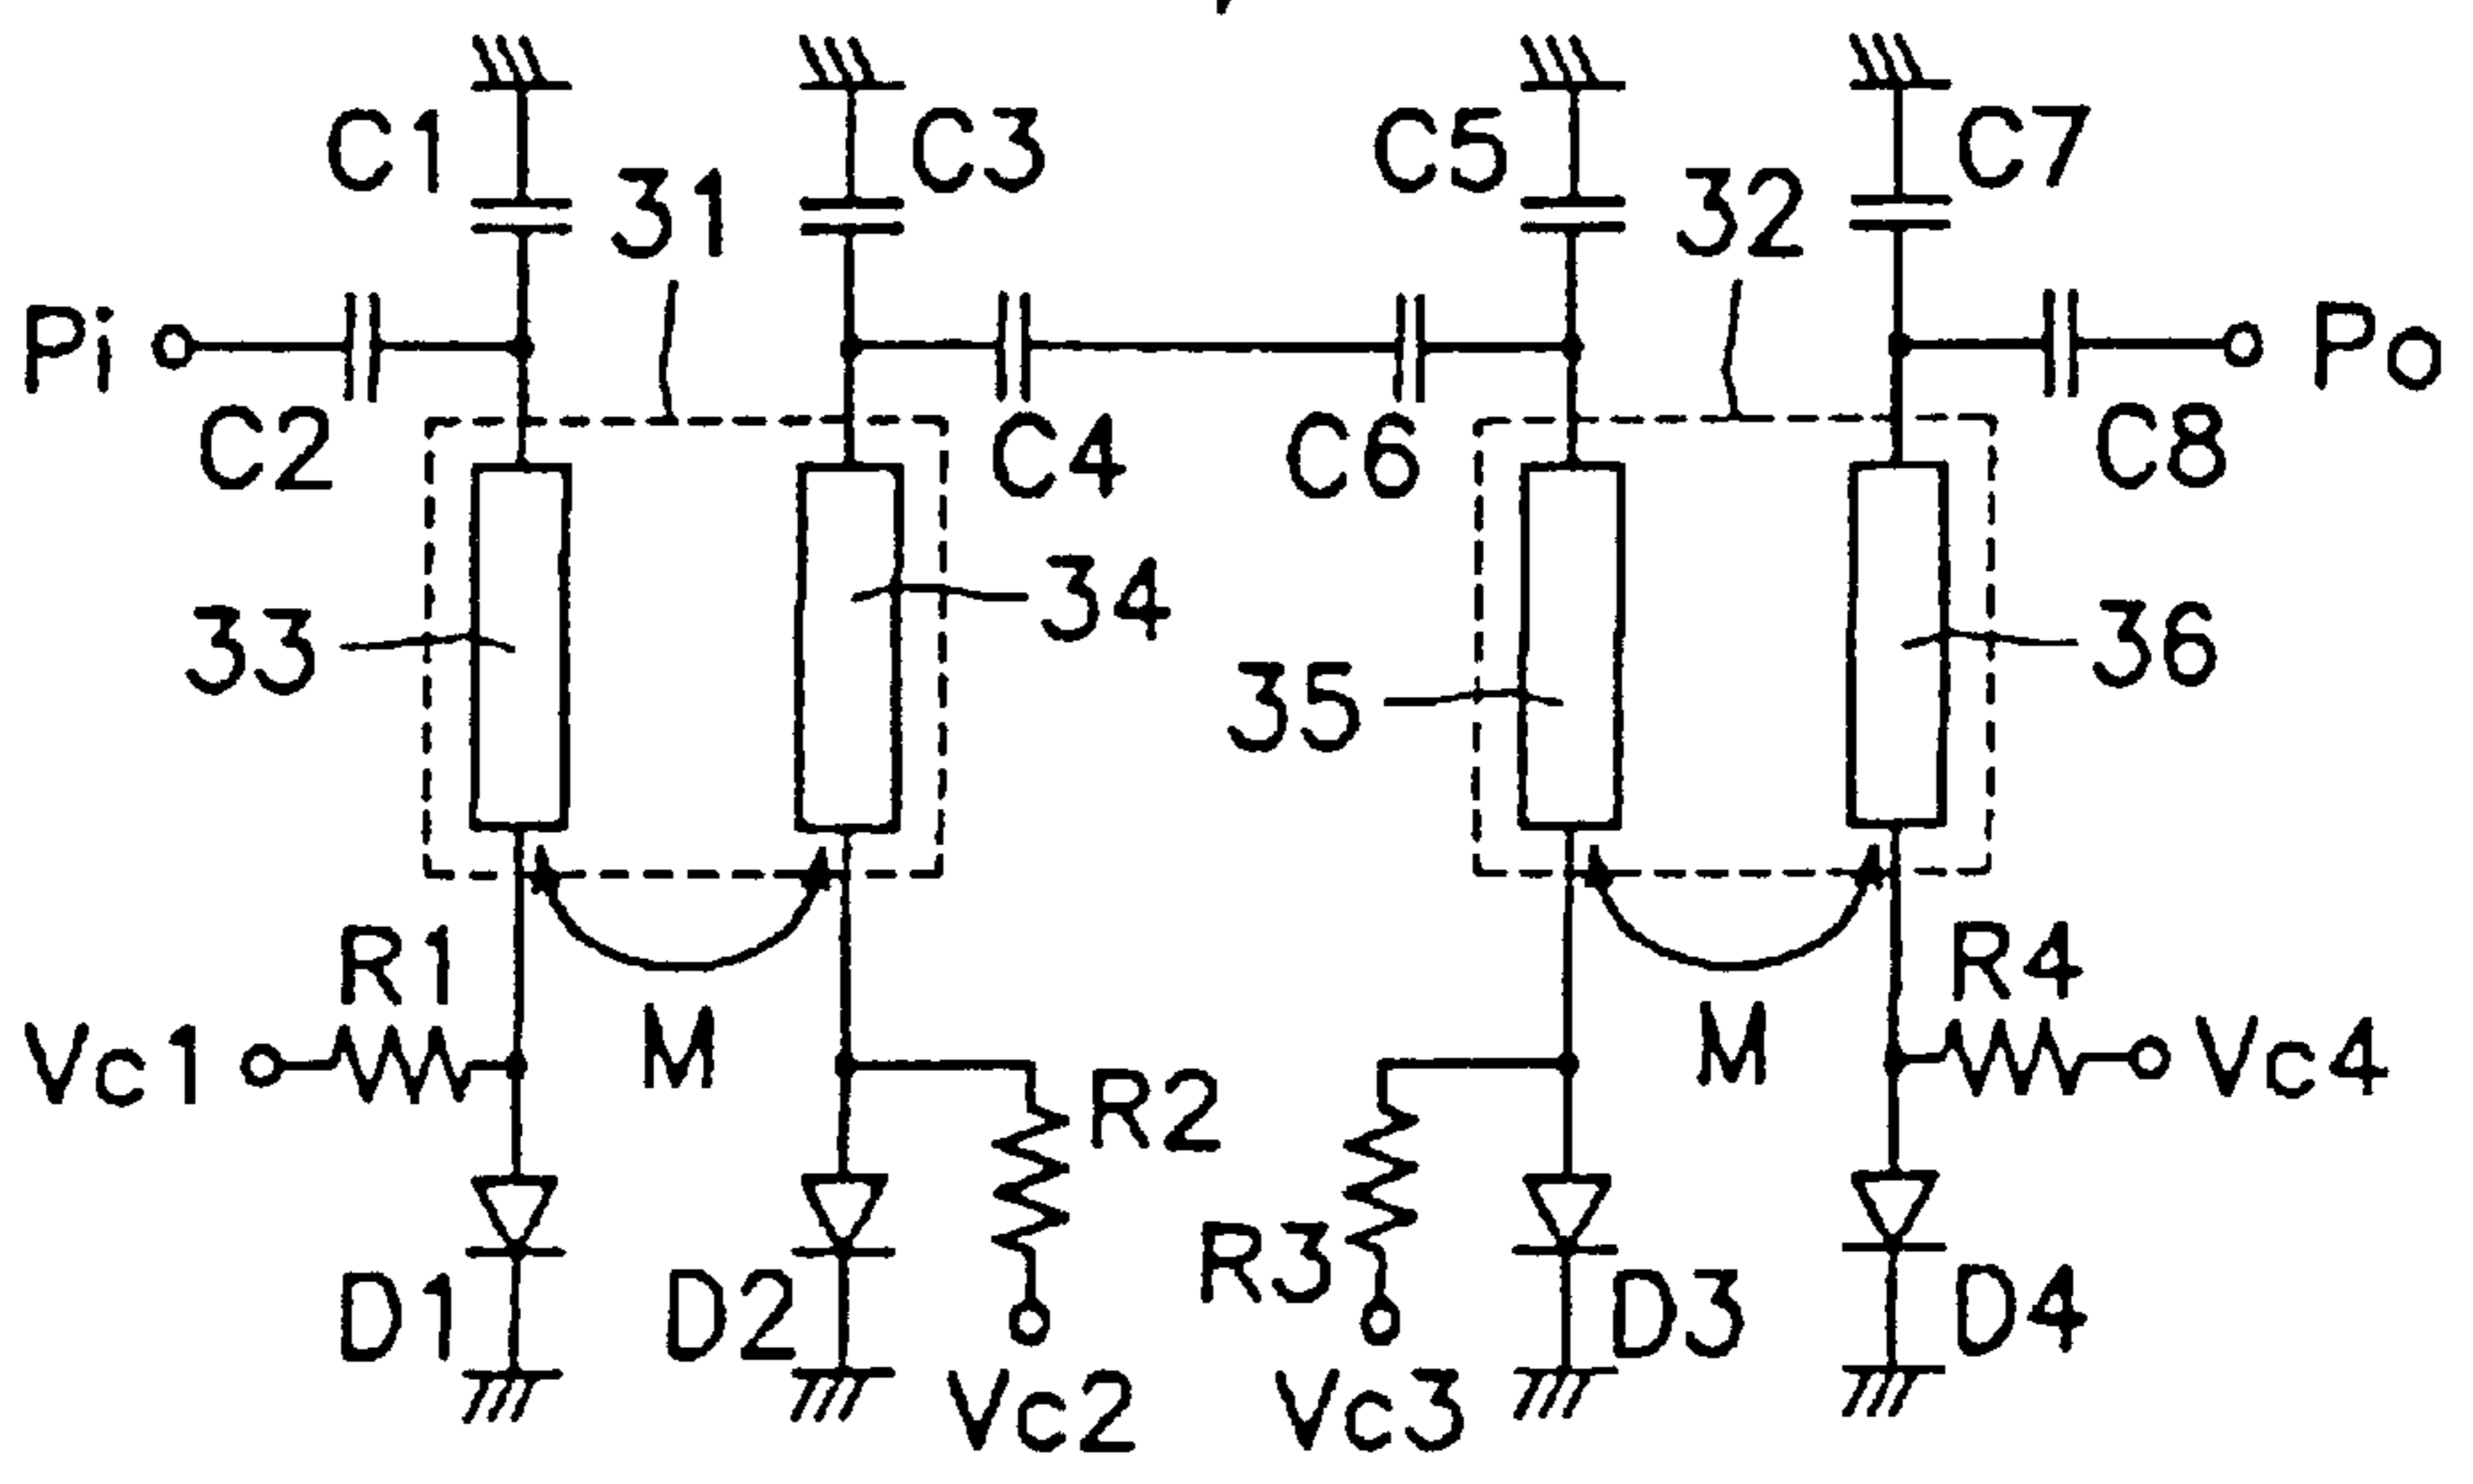 C1 C3 C5 C7
31 32
Pi Po
C2 C4 C6 C8
33 34 35 36
R1 M M R4
Vc1 Vc4
R2
R3
D1 D2 D3 D4
Vc2 Vc3